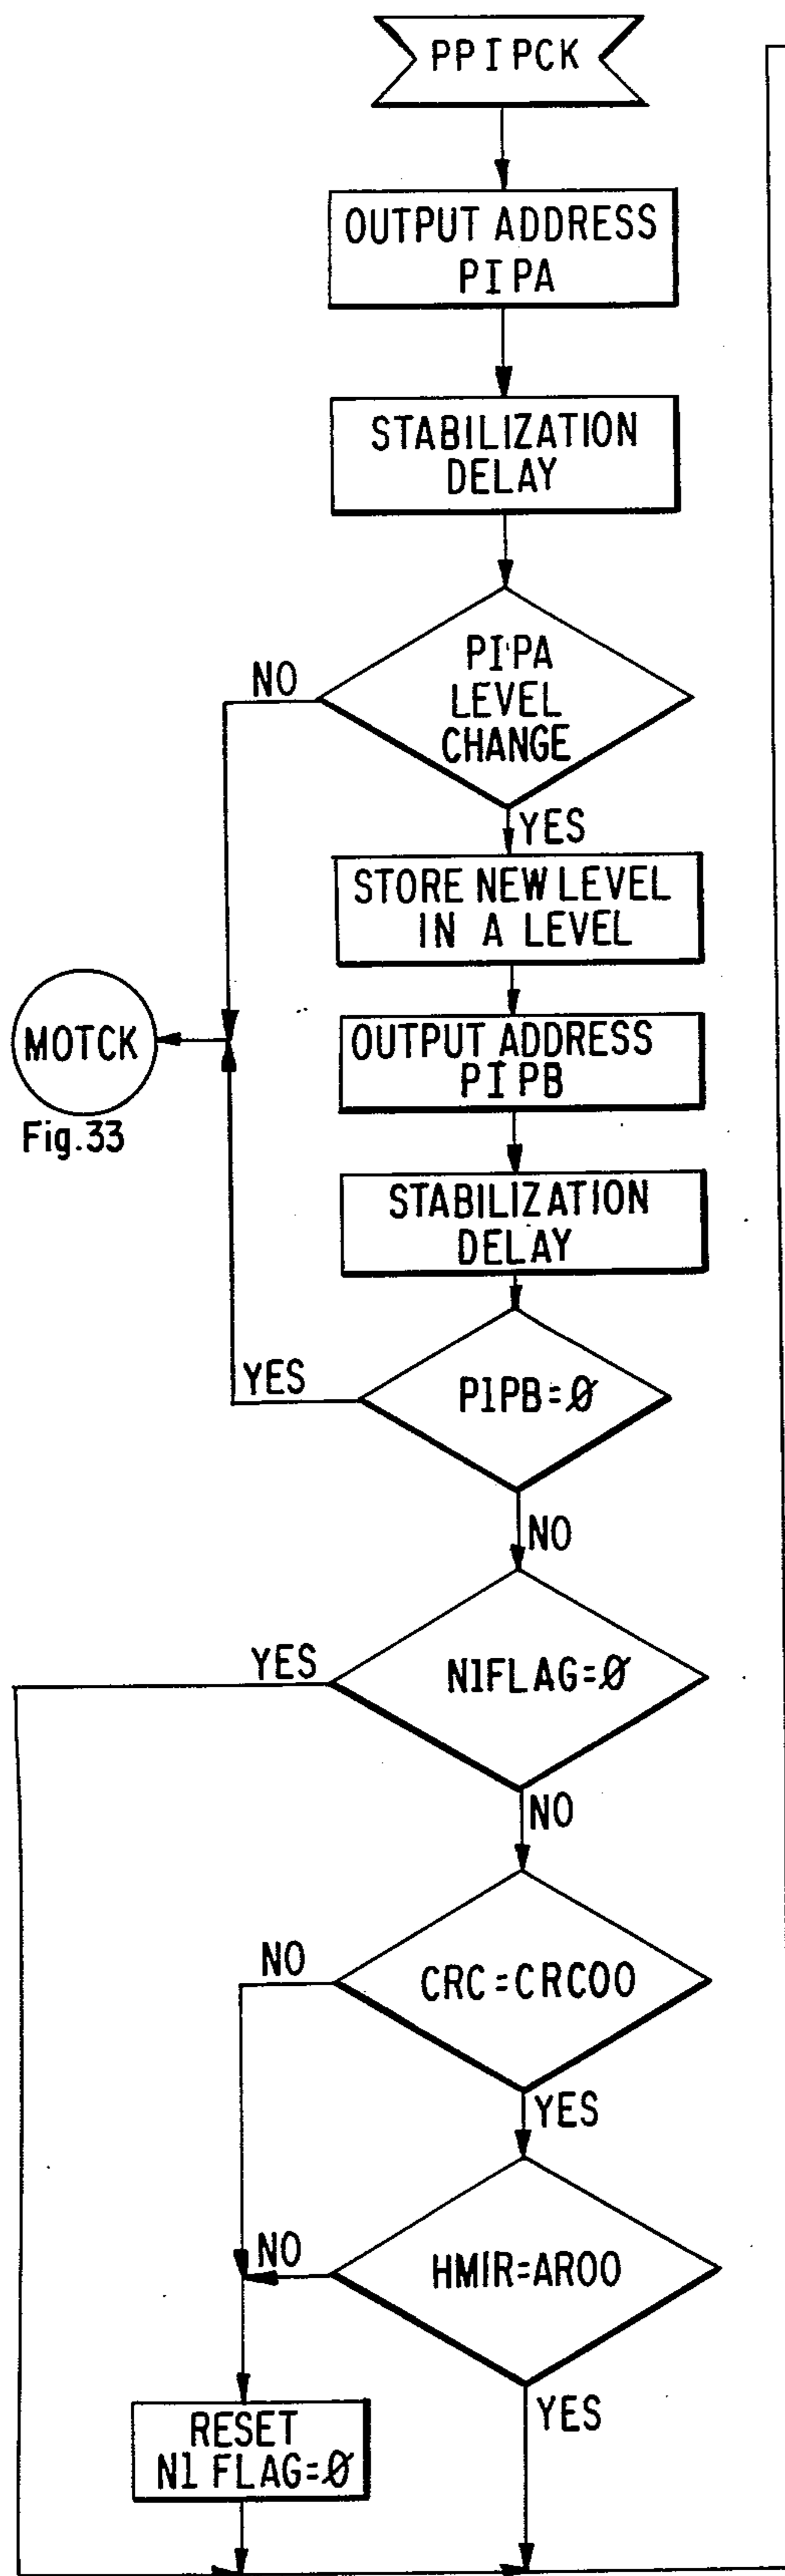 PPIPCK
OUTPUT ADDRESS
PIPA
STABILIZATION
DELAY
PIPA
LEVEL
CHANGE
NO
YES
STORE NEW LEVEL
IN A LEVEL
MOTCK
Fig.33
OUTPUT ADDRESS
PIPB
STABILIZATION
DELAY
YES
PIPB=Ø
NO
YES
N1FLAG=Ø
NO
NO
CRC=CRC00
YES
NO
HMIR=AR00
YES
RESET
N1 FLAG=Ø